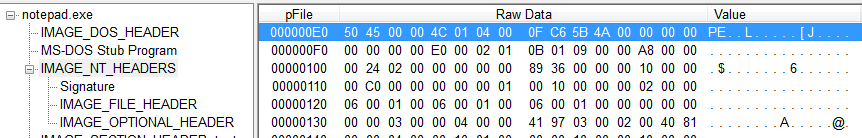 notepad.exe
IMAGE_DOS_HEADER
MS-DOS Stub Program
IMAGE_NT_HEADERS
Signature
IMAGE_FILE_HEADER
IMAGE_OPTIONAL_HEADER
pFile Raw Data Value
000000E0 50 45 00 00 4C 01 04 00 0F C6 5B 4A 00 00 00 00 PE..L.....[J....
000000F0 00 00 00 00 E0 00 02 01 0B 01 09 00 00 A8 00 00 ................
00000100 00 24 02 00 00 00 00 00 89 36 00 00 00 10 00 00 .$.......6......
00000110 00 C0 00 00 00 00 00 01 00 10 00 00 00 02 00 00 ................
00000120 06 00 01 00 06 00 01 00 06 00 01 00 00 00 00 00 ................
00000130 00 00 03 00 00 04 00 00 41 97 03 00 02 00 40 81 ........A.....@.